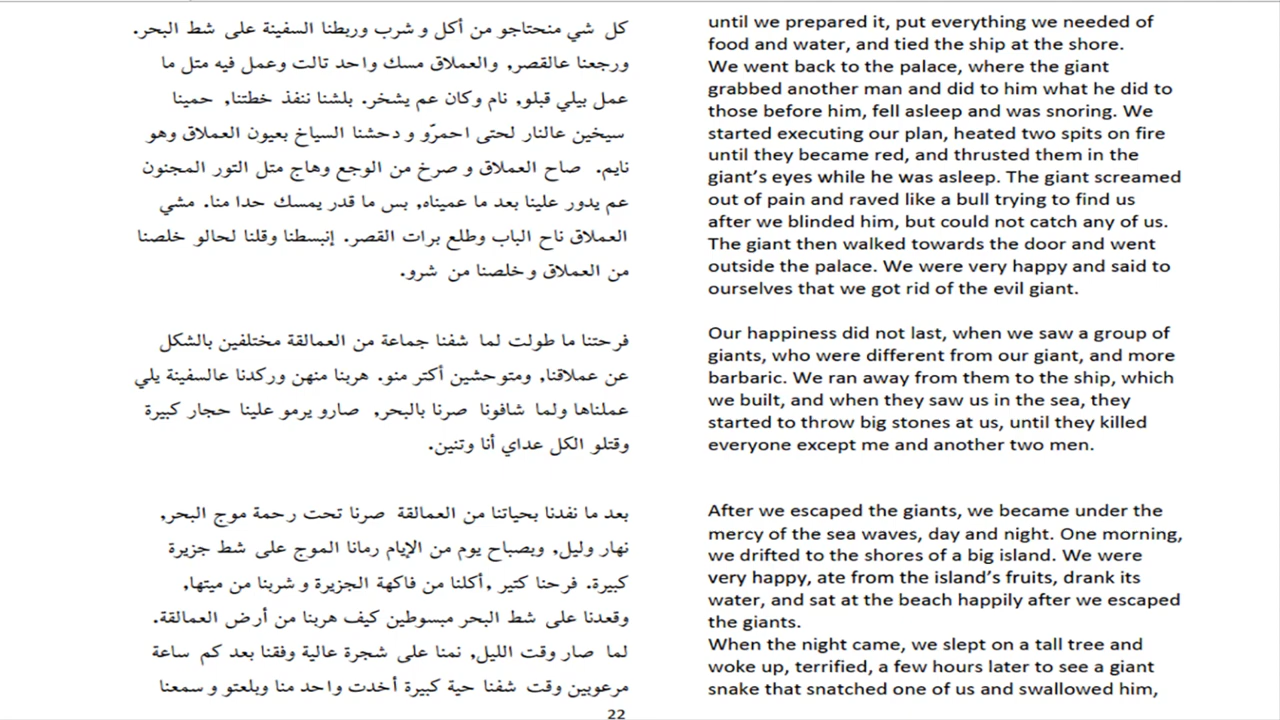 كل شي منحتاجو من أكل و شرب وربطنا السفينة على شط البحر.
ورجعنا عالقصر, والعملاق مسك واحد تالت وعمل فيه متل ما
عمل بيلي قبلو, نام وكان عم يشخر. بلشنا ننفذ خطتنا, حمينا
سيخين عالنار لحتى احمرّو و دحشنا السياخ بعيون العملاق وهو
نايم. صاح العملاق و صرخ من الوجع وهاج متل التور المجنون
عم يدور علينا بعد ما عميناه, بس ما قدر يمسك حدا منا. مشي
العملاق ناح الباب وطلع برات القصر. إنبسطنا وقلنا لحالو خلصنا
من العملاق و خلصنا من شرو.
فرحتنا ما طولت لما شفنا جماعة من العمالقة مختلفين بالشكل
عن عملاقنا, ومتوحشين أكتر منو. هربنا منهن وركدنا عالسفينة يلي
عملناها ولما شافونا صرنا بالبحر, صارو يرمو علينا حجار كبيرة
وقتلو الكل عداي أنا وتنين.
بعد ما نفدنا بحياتنا من العمالقة صرنا تحت رحمة موج البحر,
نهار وليل, وبصباح يوم من الإيام رمانا الموج على شط جزيرة
كبيرة. فرحنا كتير ,أكلنا من فاكهة الجزيرة و شربنا من ميتها,
وقعدنا على شط البحر مبسوطين كيف هربنا من أرض العمالقة.
لما صار وقت الليل, نمنا على شجرة عالية وفقنا بعد كم ساعة
مرعوبين وقت شفنا حية كبيرة أخدت واحد منا وبلعتو و سمعنا
until we prepared it, put everything we needed of
food and water, and tied the ship at the shore.
We went back to the palace, where the giant
grabbed another man and did to him what he did to
those before him, fell asleep and was snoring. We
started executing our plan, heated two spits on fire
until they became red, and thrusted them in the
giant's eyes while he was asleep. The giant screamed
out of pain and raved like a bull trying to find us
after we blinded him, but could not catch any of us.
The giant then walked towards the door and went
outside the palace. We were very happy and said to
ourselves that we got rid of the evil giant.
Our happiness did not last, when we saw a group of
giants, who were different from our giant, and more
barbaric. We ran away from them to the ship, which
we built, and when they saw us in the sea, they
started to throw big stones at us, until they killed
everyone except me and another two men.
After we escaped the giants, we became under the
mercy of the sea waves, day and night. One morning,
we drifted to the shores of a big island. We were
very happy, ate from the island's fruits, drank its
water, and sat at the beach happily after we escaped
the giants.
When the night came, we slept on a tall tree and
woke up, terrified, a few hours later to see a giant
snake that snatched one of us and swallowed him,
22